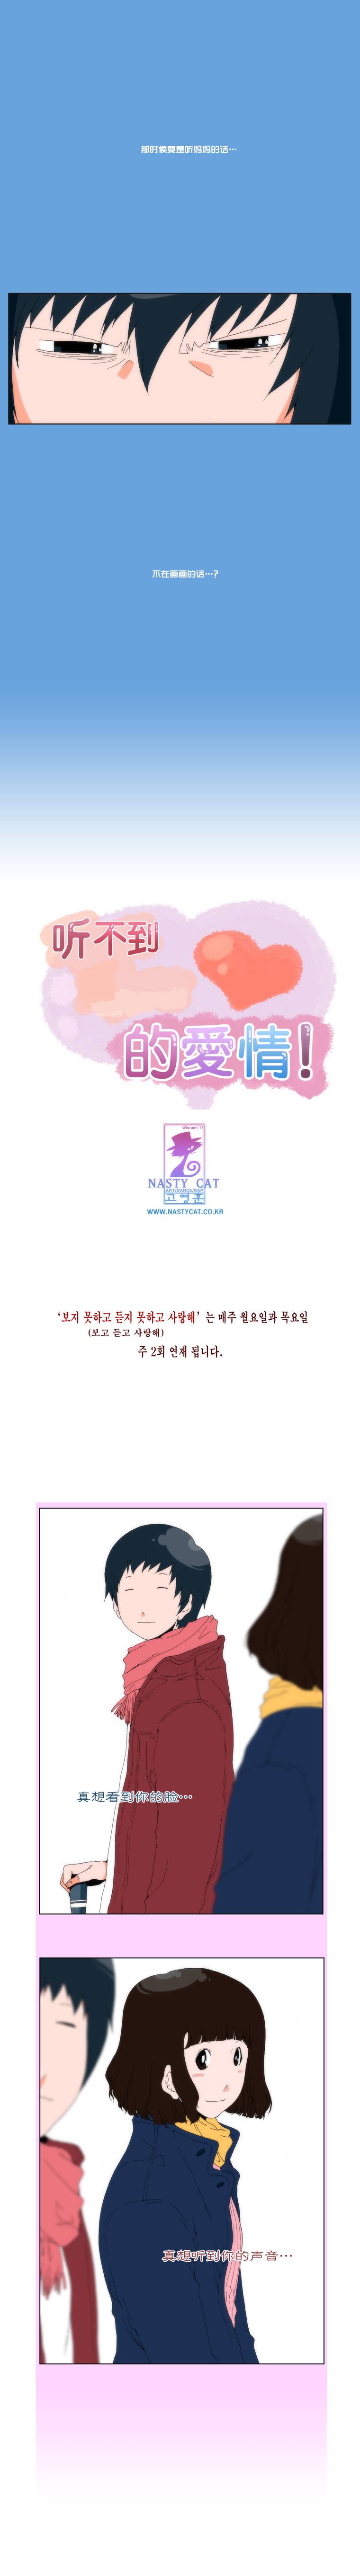 那时候要是听妈妈的话…
不在画画的话…?
听不到
的愛情!
NASTY CAT
고영훈
WWW.NASTYCAT.CO.KR
‘보지 못하고 듣지 못하고 사랑해’ 는 매주 월요일과 목요일
(보고 듣고 사랑해)
주 2회 연재 됩니다.
真想看到你的脸…
真想听到你的声音…